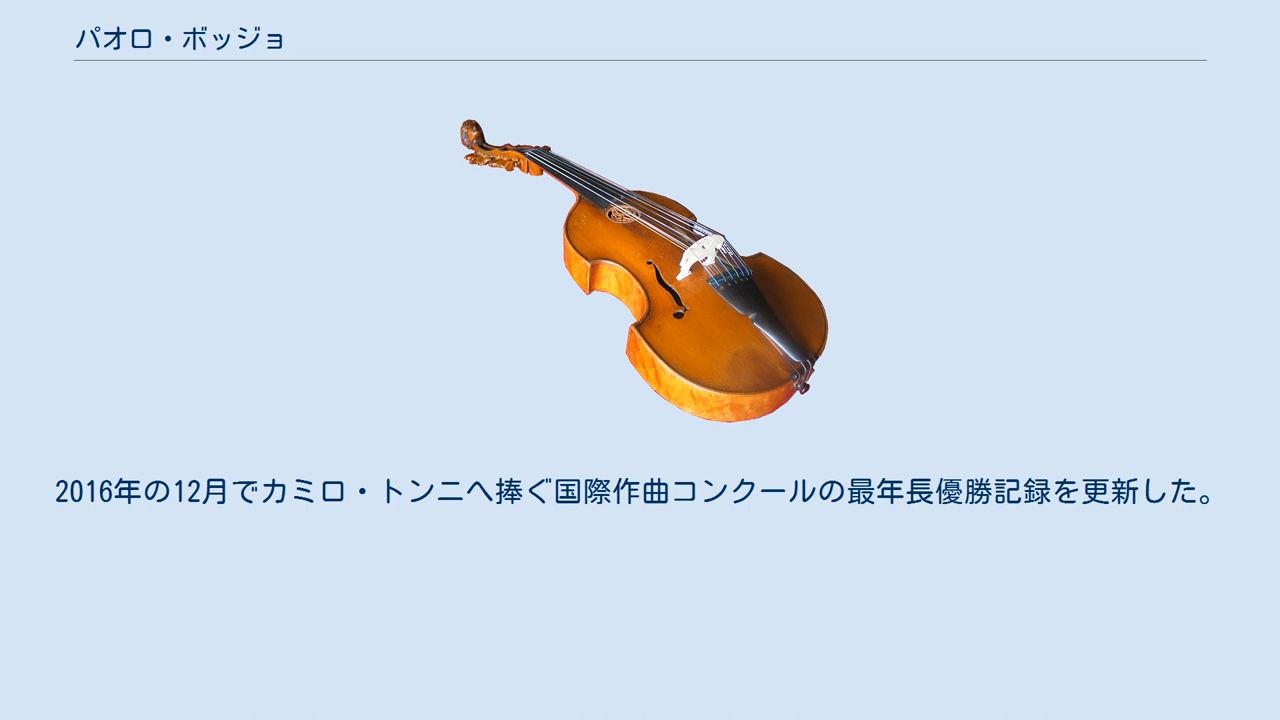 パオロ・ボッジョ
2016年の12月でカミロ・トンニへ捧ぐ国際作曲コンクールの最年長優勝記録を更新した。